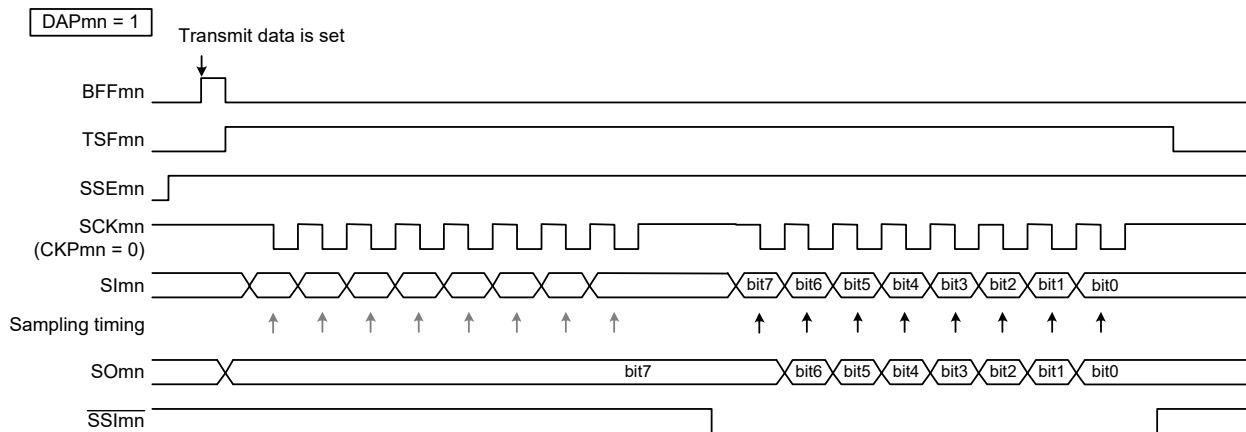 DAPmn = 1
Transmit data is set
BFFmn
TSFmn
SSEmn
SCKmn
(CKPmn = 0)
SImn
bit7 bit6 bit5 bit4 bit3 bit2 bit1 bit0
Sampling timing
SOmn
bit7 bit6 bit5 bit4 bit3 bit2 bit1 bit0
SSImn